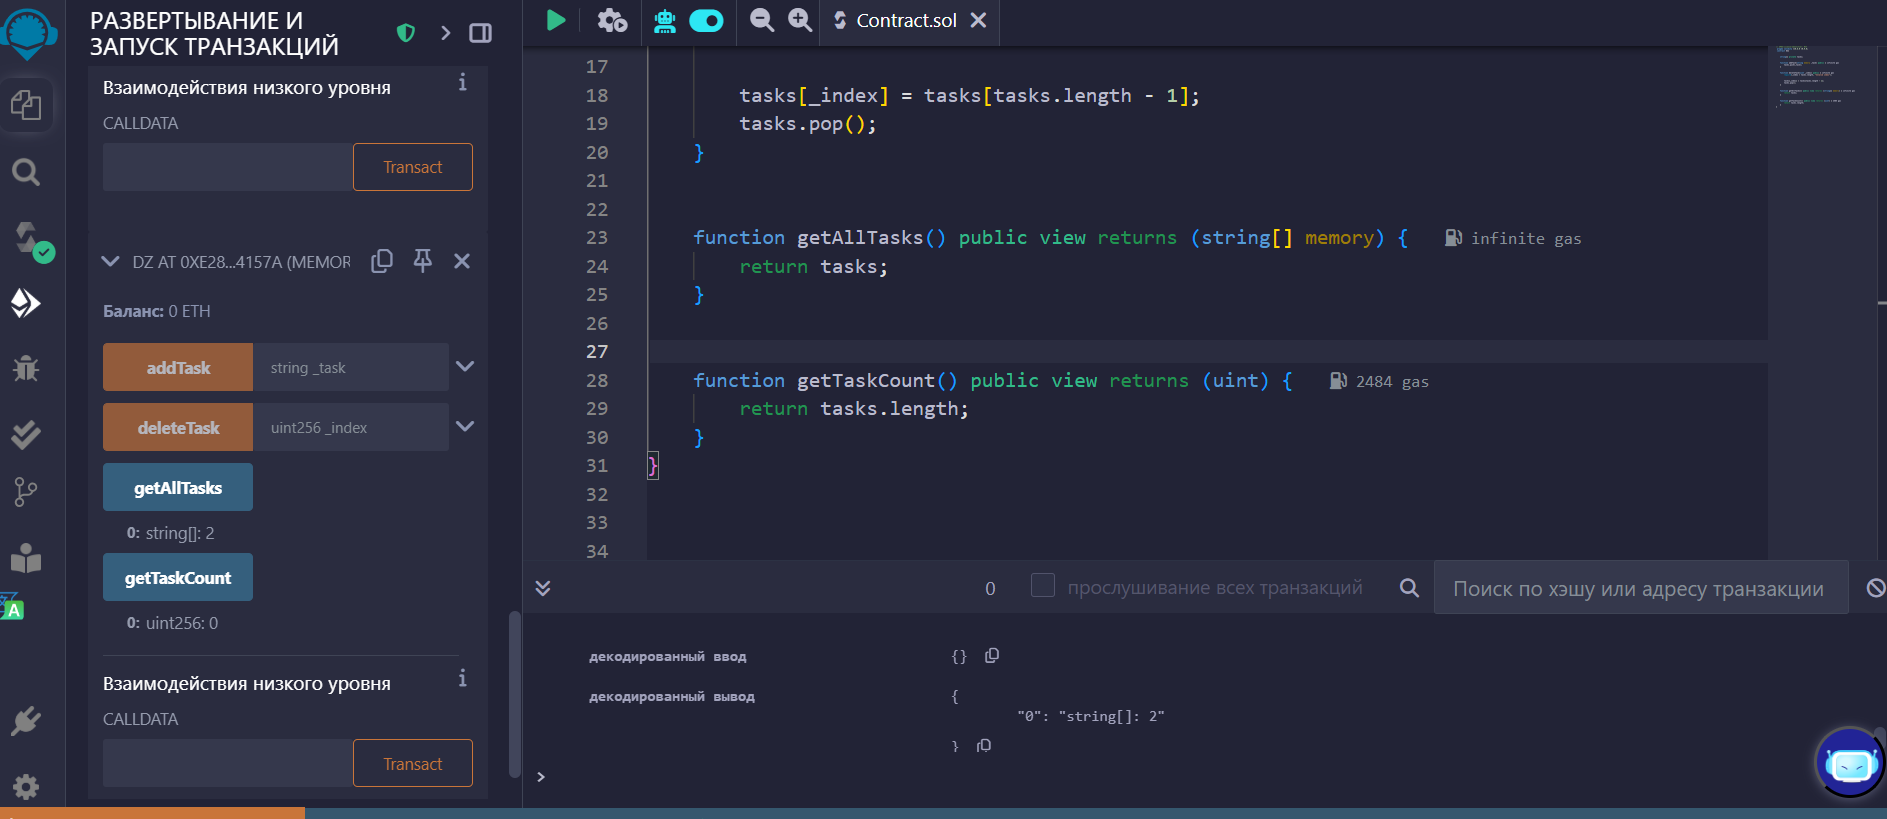 РАЗВЕРТЫВАНИЕ И
ЗАПУСК ТРАНЗАКЦИЙ
Взаимодействия низкого уровня
i
CALLDATA
Transact
DZ AT 0XE28...4157A (MEMOR
Баланс: 0 ETH
addTask
string _task
deleteTask
uint256 _index
getAllTasks
0: string[]: 2
getTaskCount
0: uint256: 0
Взаимодействия низкого уровня
i
CALLDATA
Transact
Contract.sol
17
18 tasks[_index] = tasks[tasks.length - 1];
19 tasks.pop();
20 }
21
22
23 function getAllTasks() public view returns (string[] memory) { infinite gas
24 return tasks;
25 }
26
27
28 function getTaskCount() public view returns (uint) { 2484 gas
29 return tasks.length;
30 }
31 }
32
33
34
0
прослушивание всех транзакций
Поиск по хэшу или адресу транзакции
декодированный ввод {}
декодированный вывод {
"0": "string[]: 2"
}
>
A